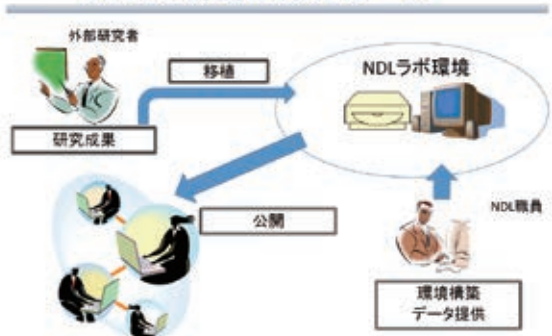 外部研究者
移植
NDLラボ環境
研究成果
公開
NDL職員
環境構築
データ提供